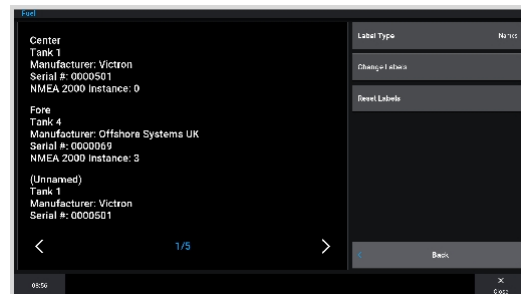 Fuel
Center
Tank 1
Manufacturer: Victron
Serial #: 0000501
NMEA 2000 Instance: 0
Fore
Tank 4
Manufacturer: Offshore Systems UK
Serial #: 0000069
NMEA 2000 Instance: 3
(Unnamed)
Tank 1
Manufacturer: Victron
Serial #: 0000501
1/5
Label Type
Names
Change Labels
Reset Labels
Back
08:56
Close